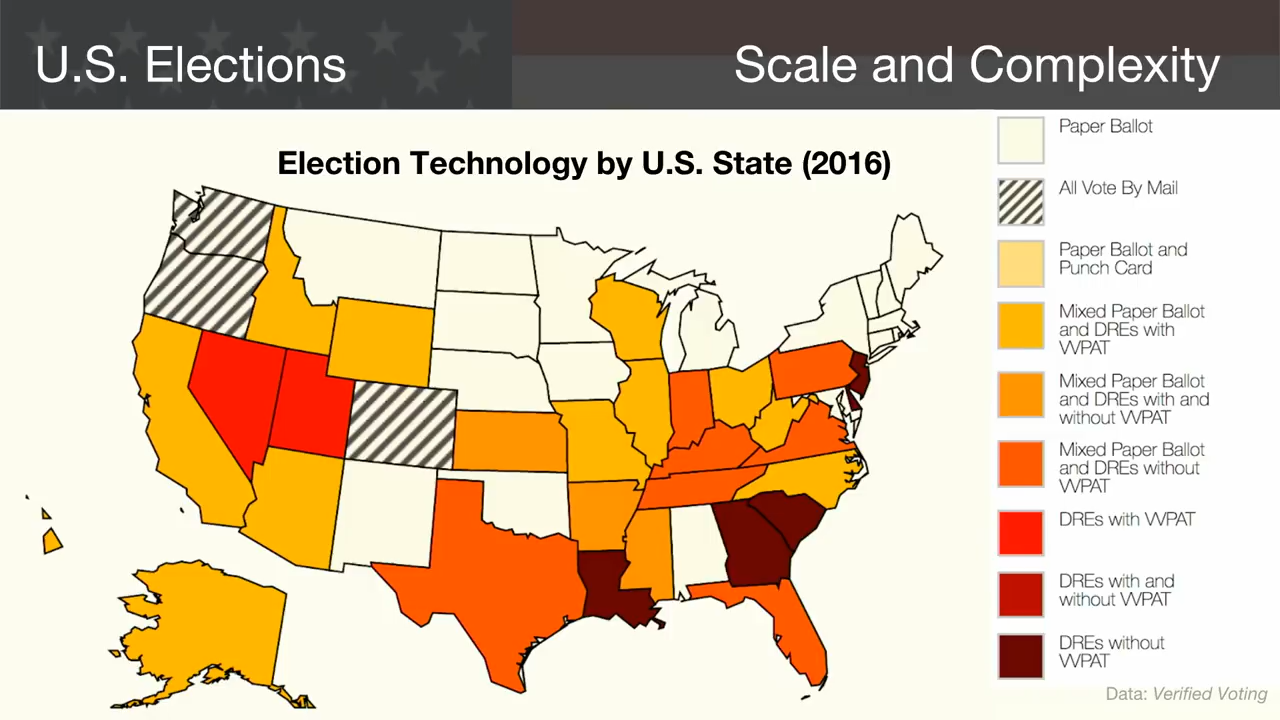 U.S. Elections
Scale and Complexity
Election Technology by U.S. State (2016)
Paper Ballot
All Vote By Mail
Paper Ballot and
Punch Card
Mixed Paper Ballot
and DREs with
VVPAT
Mixed Paper Ballot
and DREs with and
without VVPAT
Mixed Paper Ballot
and DREs without
VVPAT
DREs with VVPAT
DREs with and
without VVPAT
DREs without
VVPAT
Data: Verified Voting